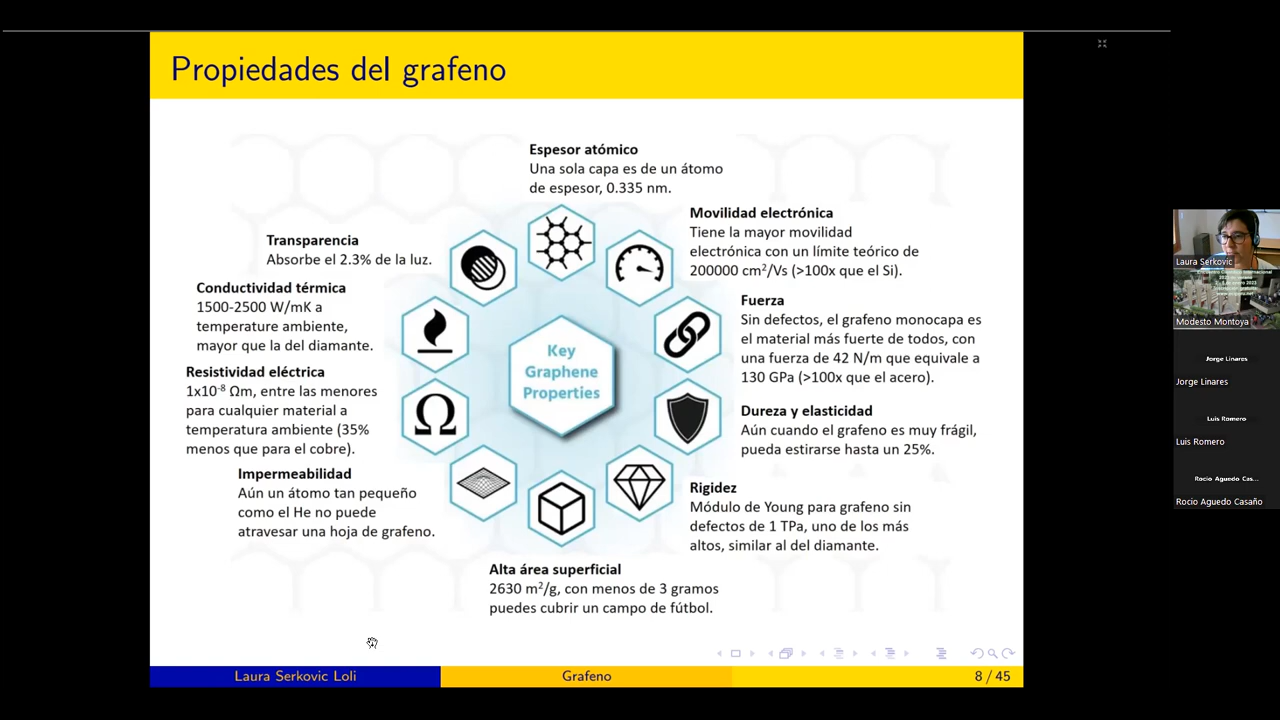 Propiedades del grafeno
Espesor atómico
Una sola capa es de un átomo
de espesor, 0.335 nm.
Movilidad electrónica
Tiene la mayor movilidad
electrónica con un límite teórico de
200000 cm²/Vs (>100x que el Si).
Fuerza
Sin defectos, el grafeno monocapa es
el material más fuerte de todos, con
una fuerza de 42 N/m que equivale a
130 GPa (>100x que el acero).
Dureza y elasticidad
Aún cuando el grafeno es muy frágil,
pueda estirarse hasta un 25%.
Rigidez
Módulo de Young para grafeno sin
defectos de 1 TPa, uno de los más
altos, similar al del diamante.
Alta área superficial
2630 m²/g, con menos de 3 gramos
puedes cubrir un campo de fútbol.
Impermeabilidad
Aún un átomo tan pequeño
como el He no puede
atravesar una hoja de grafeno.
Resistividad eléctrica
1x10⁻⁸ Ωm, entre las menores
para cualquier material a
temperatura ambiente (35%
menos que para el cobre).
Conductividad térmica
1500-2500 W/mK a
temperature ambiente,
mayor que la del diamante.
Transparencia
Absorbe el 2.3% de la luz.
Key
Graphene
Properties
Ω
Laura Serkovic Loli
Grafeno
8 / 45
Laura Serkovic
Modesto Montoya
Jorge Linares
Jorge Linares
Luis Romero
Luis Romero
Rocio Aguedo Cas...
Rocio Aguedo Casaño